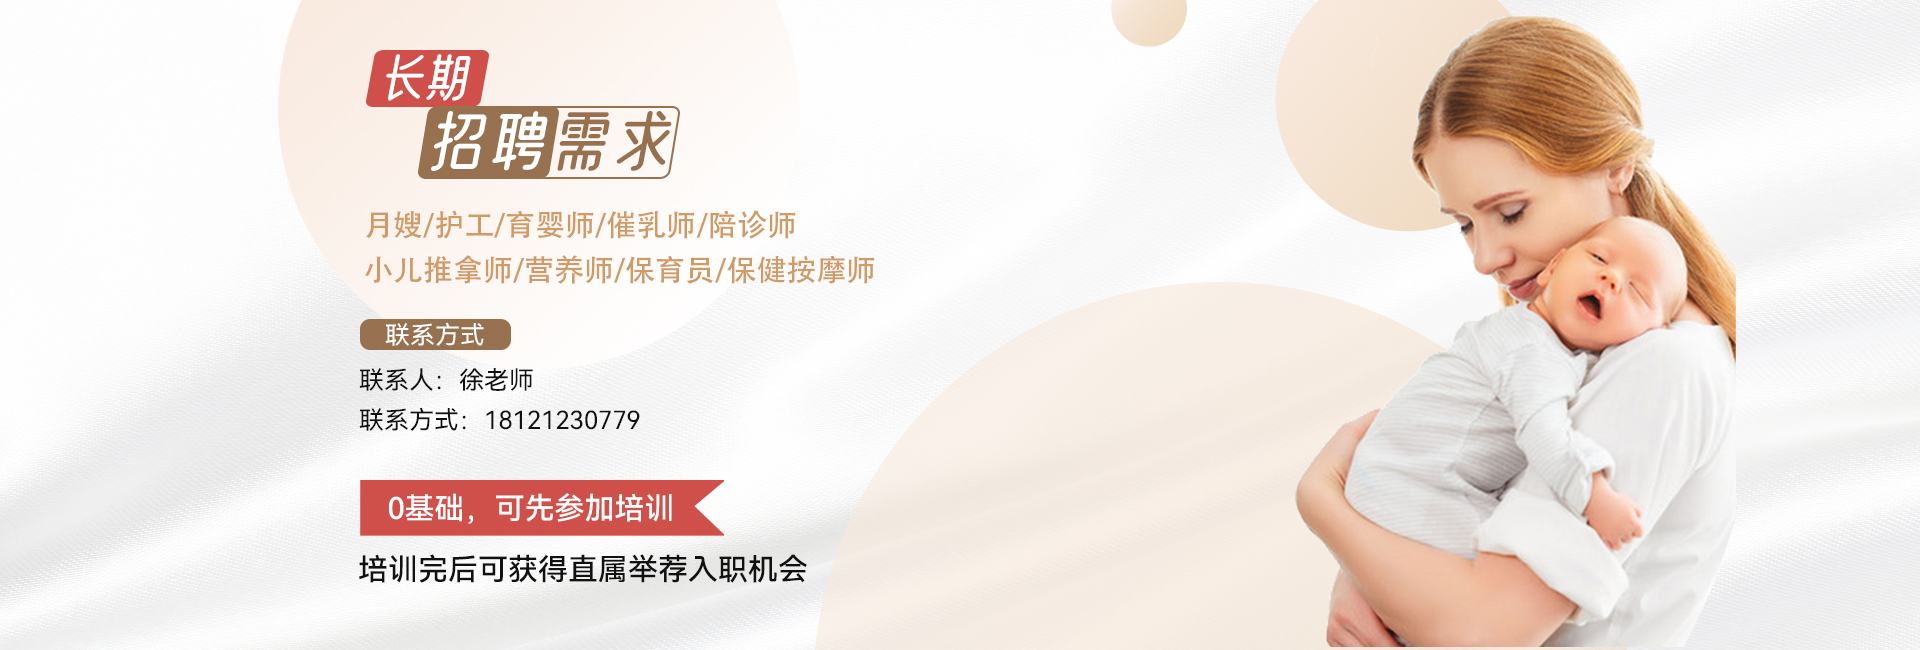 长期
招聘需求
月嫂/护工/育婴师/催乳师/陪诊师
小儿推拿师/营养师/保育员/保健按摩师
联系方式
联系人：徐老师
联系方式：18121230779
0基础，可先参加培训
培训完后可获得直属举荐入职机会